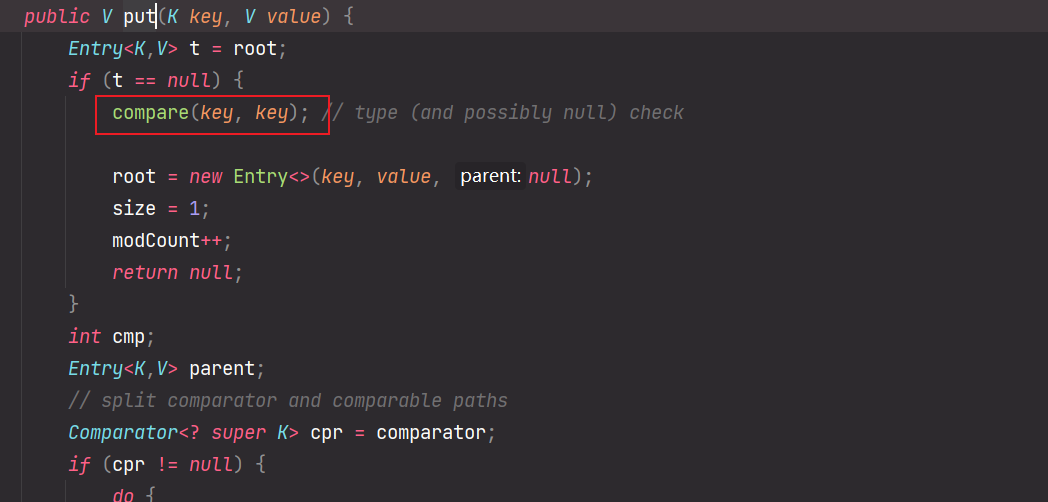 public V put(K key, V value) {
Entry<K,V> t = root;
if (t == null) {
compare(key, key); // type (and possibly null) check
root = new Entry<>(key, value, parent: null);
size = 1;
modCount++;
return null;
}
int cmp;
Entry<K,V> parent;
// split comparator and comparable paths
Comparator<? super K> cpr = comparator;
if (cpr != null) {
do {